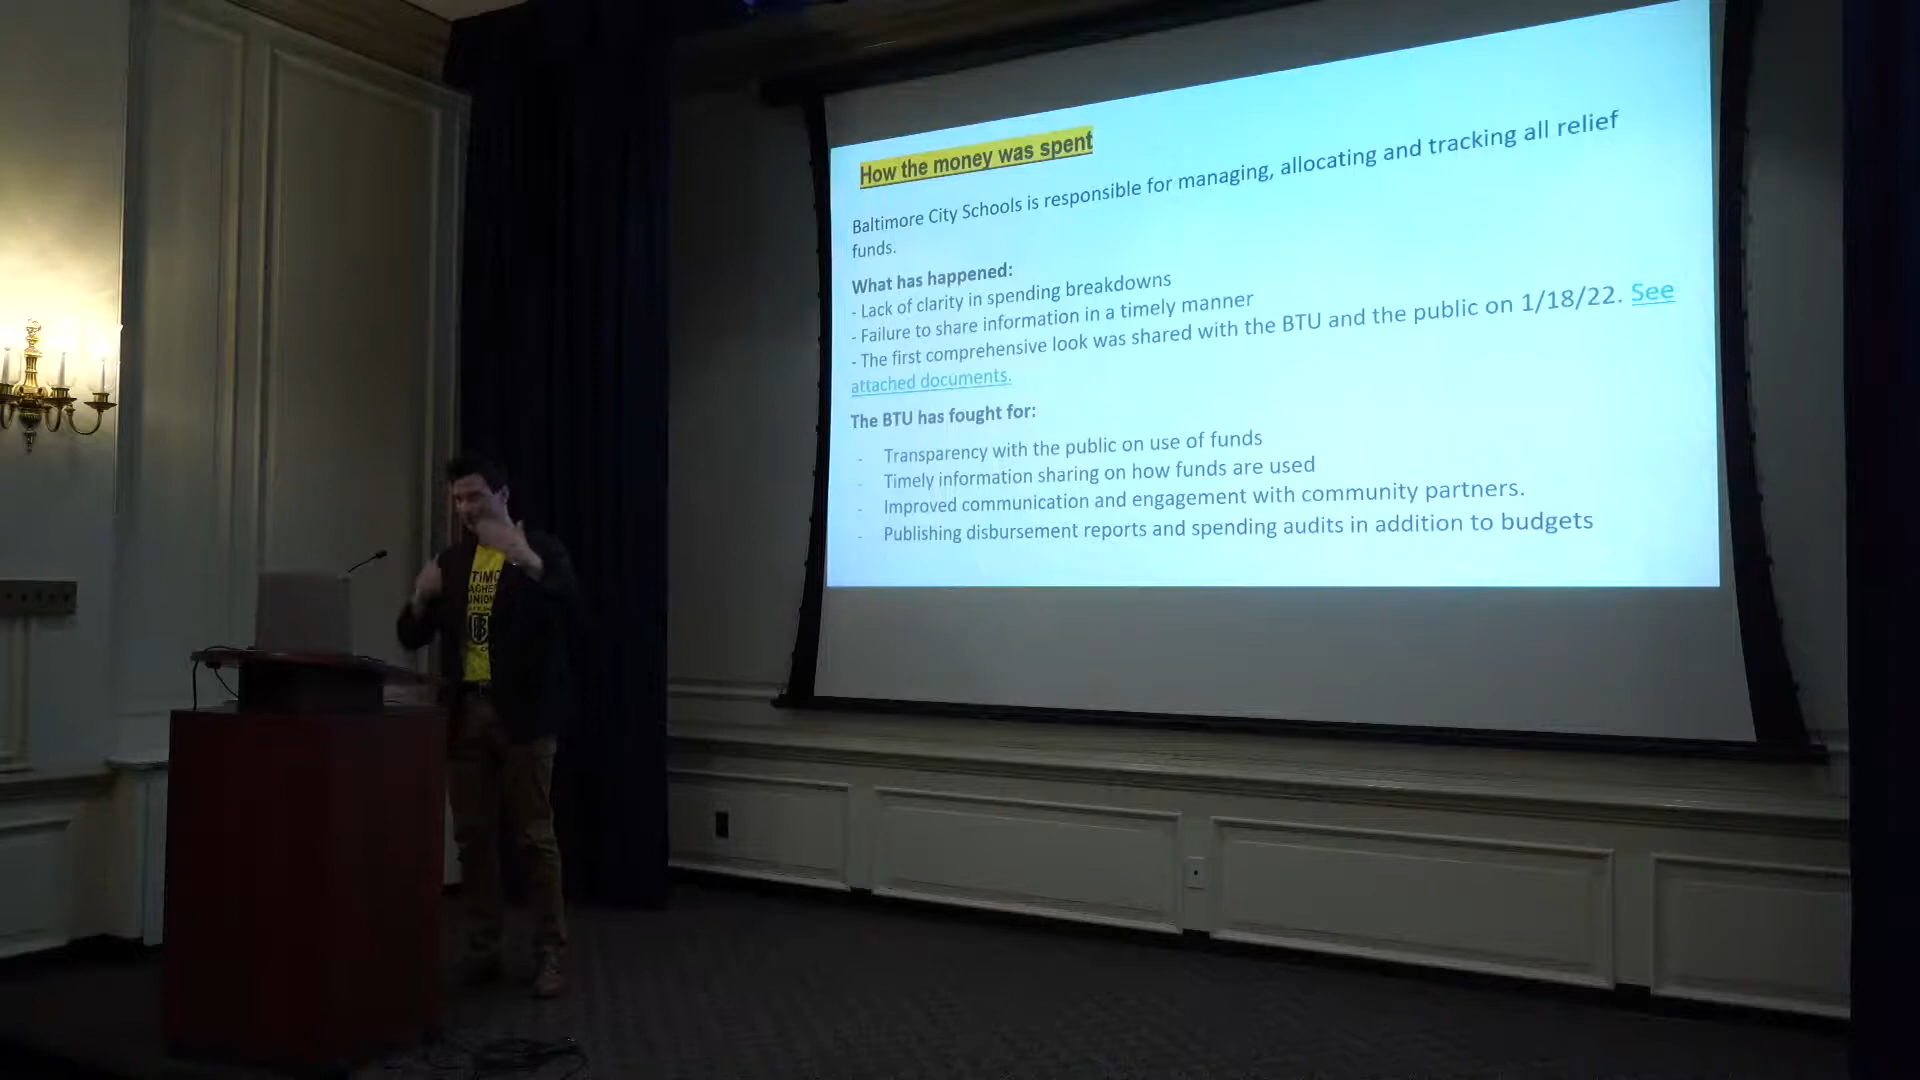 How the money was spent
Baltimore City Schools is responsible for managing, allocating and tracking all relief
funds.
What has happened:
- Lack of clarity in spending breakdowns
- Failure to share information in a timely manner
- The first comprehensive look was shared with the BTU and the public on 1/18/22. See
attached documents.
The BTU has fought for:
- Transparency with the public on use of funds
- Timely information sharing on how funds are used
- Improved communication and engagement with community partners.
- Publishing disbursement reports and spending audits in addition to budgets
TIMO
ACHE
UNION